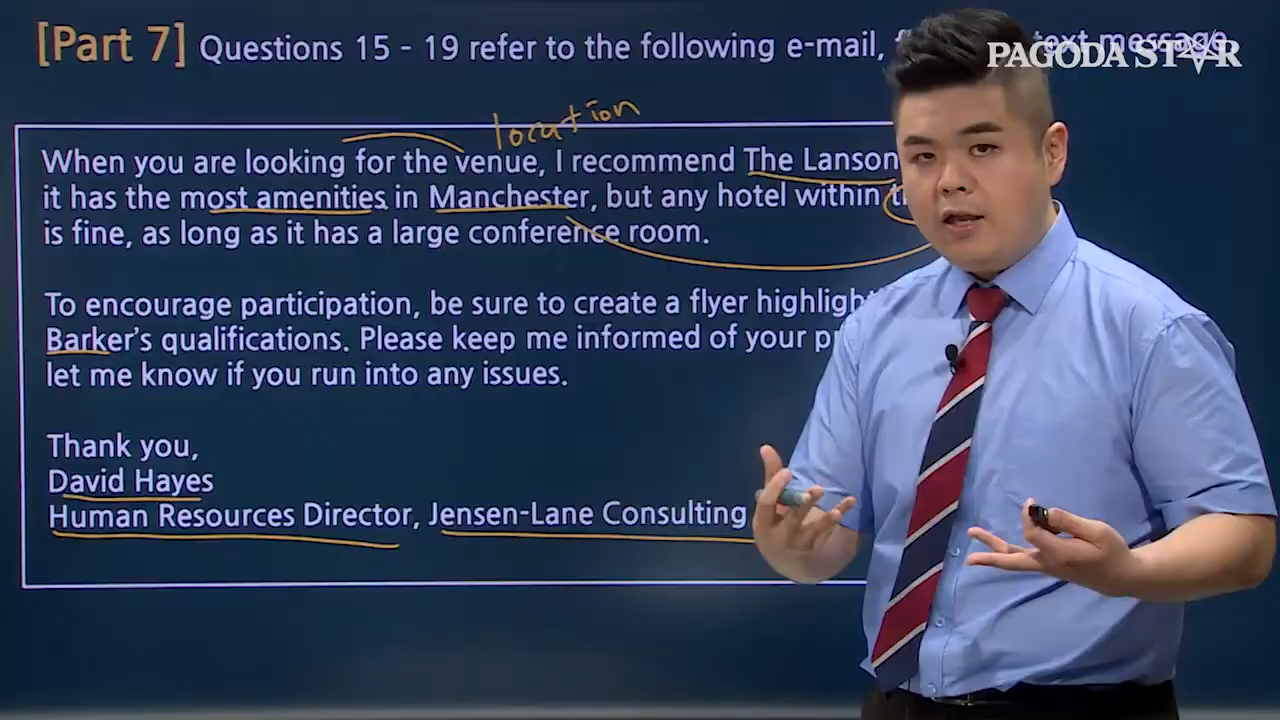 [Part 7] Questions 15 - 19 refer to the following e-mail, text message
PAGODA STAR
location
When you are looking for the venue, I recommend The Lanson
it has the most amenities in Manchester, but any hotel within
is fine, as long as it has a large conference room.
To encourage participation, be sure to create a flyer
Barker's qualifications. Please keep me informed of your
let me know if you run into any issues.
Thank you,
David Hayes
Human Resources Director, Jensen-Lane Consulting